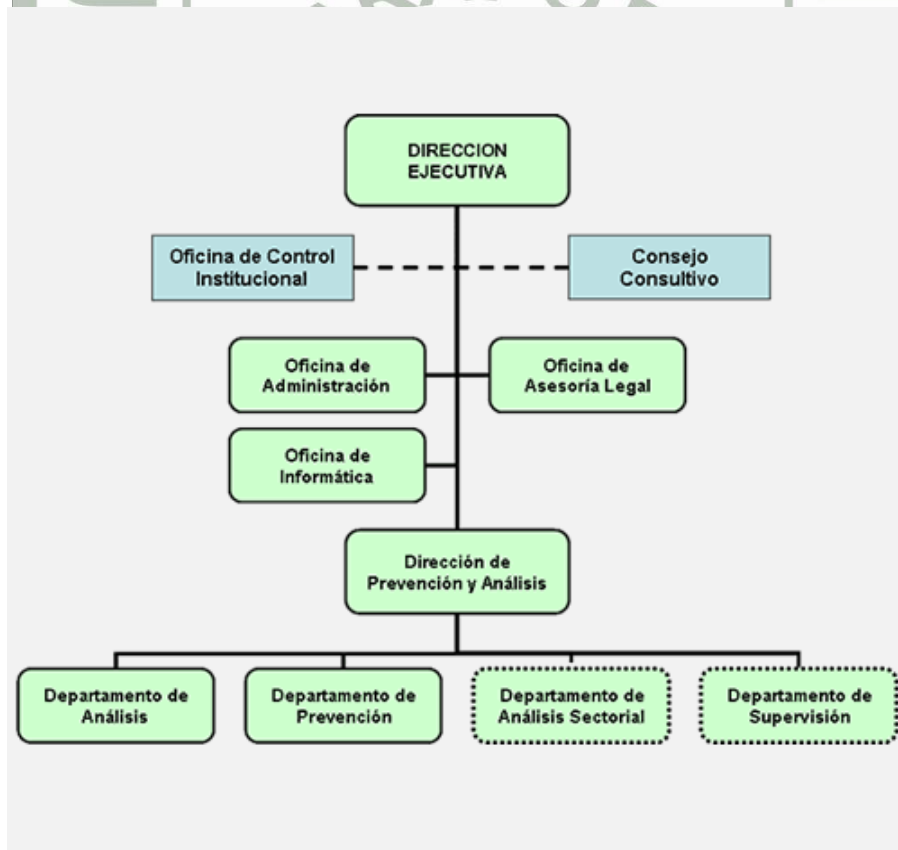 DIRECCION
EJECUTIVA
Oficina de Control
Institucional
Consejo
Consultivo
Oficina de
Administración
Oficina de
Asesoría Legal
Oficina de
Informática
Dirección de
Prevención y Análisis
Departamento de
Análisis
Departamento de
Prevención
Departamento de
Análisis Sectorial
Departamento de
Supervisión